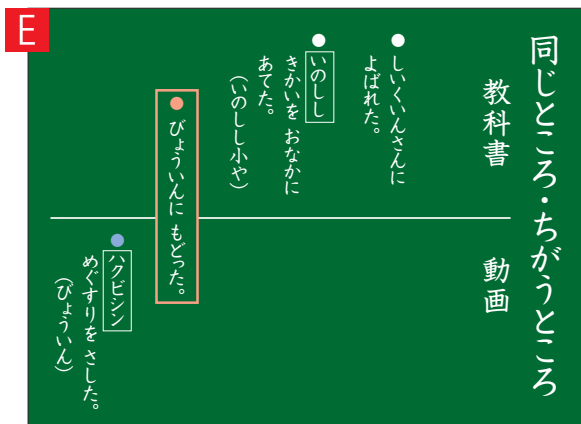 E
同じところ・ちがうところ
教科書
動画
●しいくいんさんに
よばれた。
●いのしし
きかいを おなかに
あてた。
(いのしし小や)
●びょういんに もどった。
●ハクビシン
めぐすりを さした。
(びょういん)